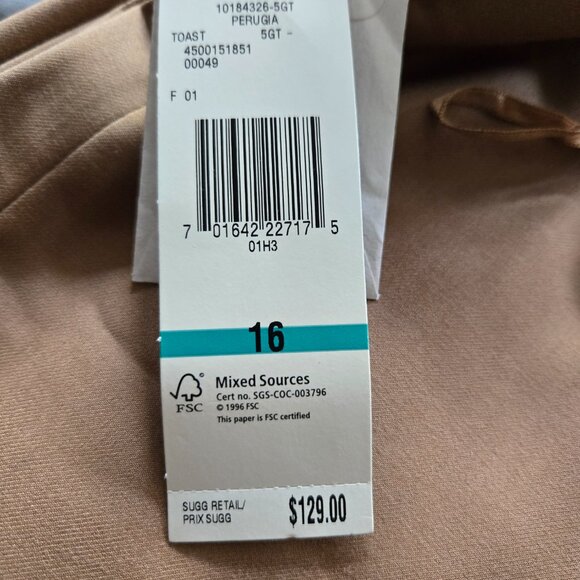 10184326-5GT
PERUGIA
TOAST 5GT -
4500151851
00049
F 01
7 01642 22717 5
01H3
16
FSC
Mixed Sources
Cert no. SGS-COC-003796
© 1996 FSC
This paper is FSC certified
SUGG RETAIL/
PRIX SUGG
$129.00